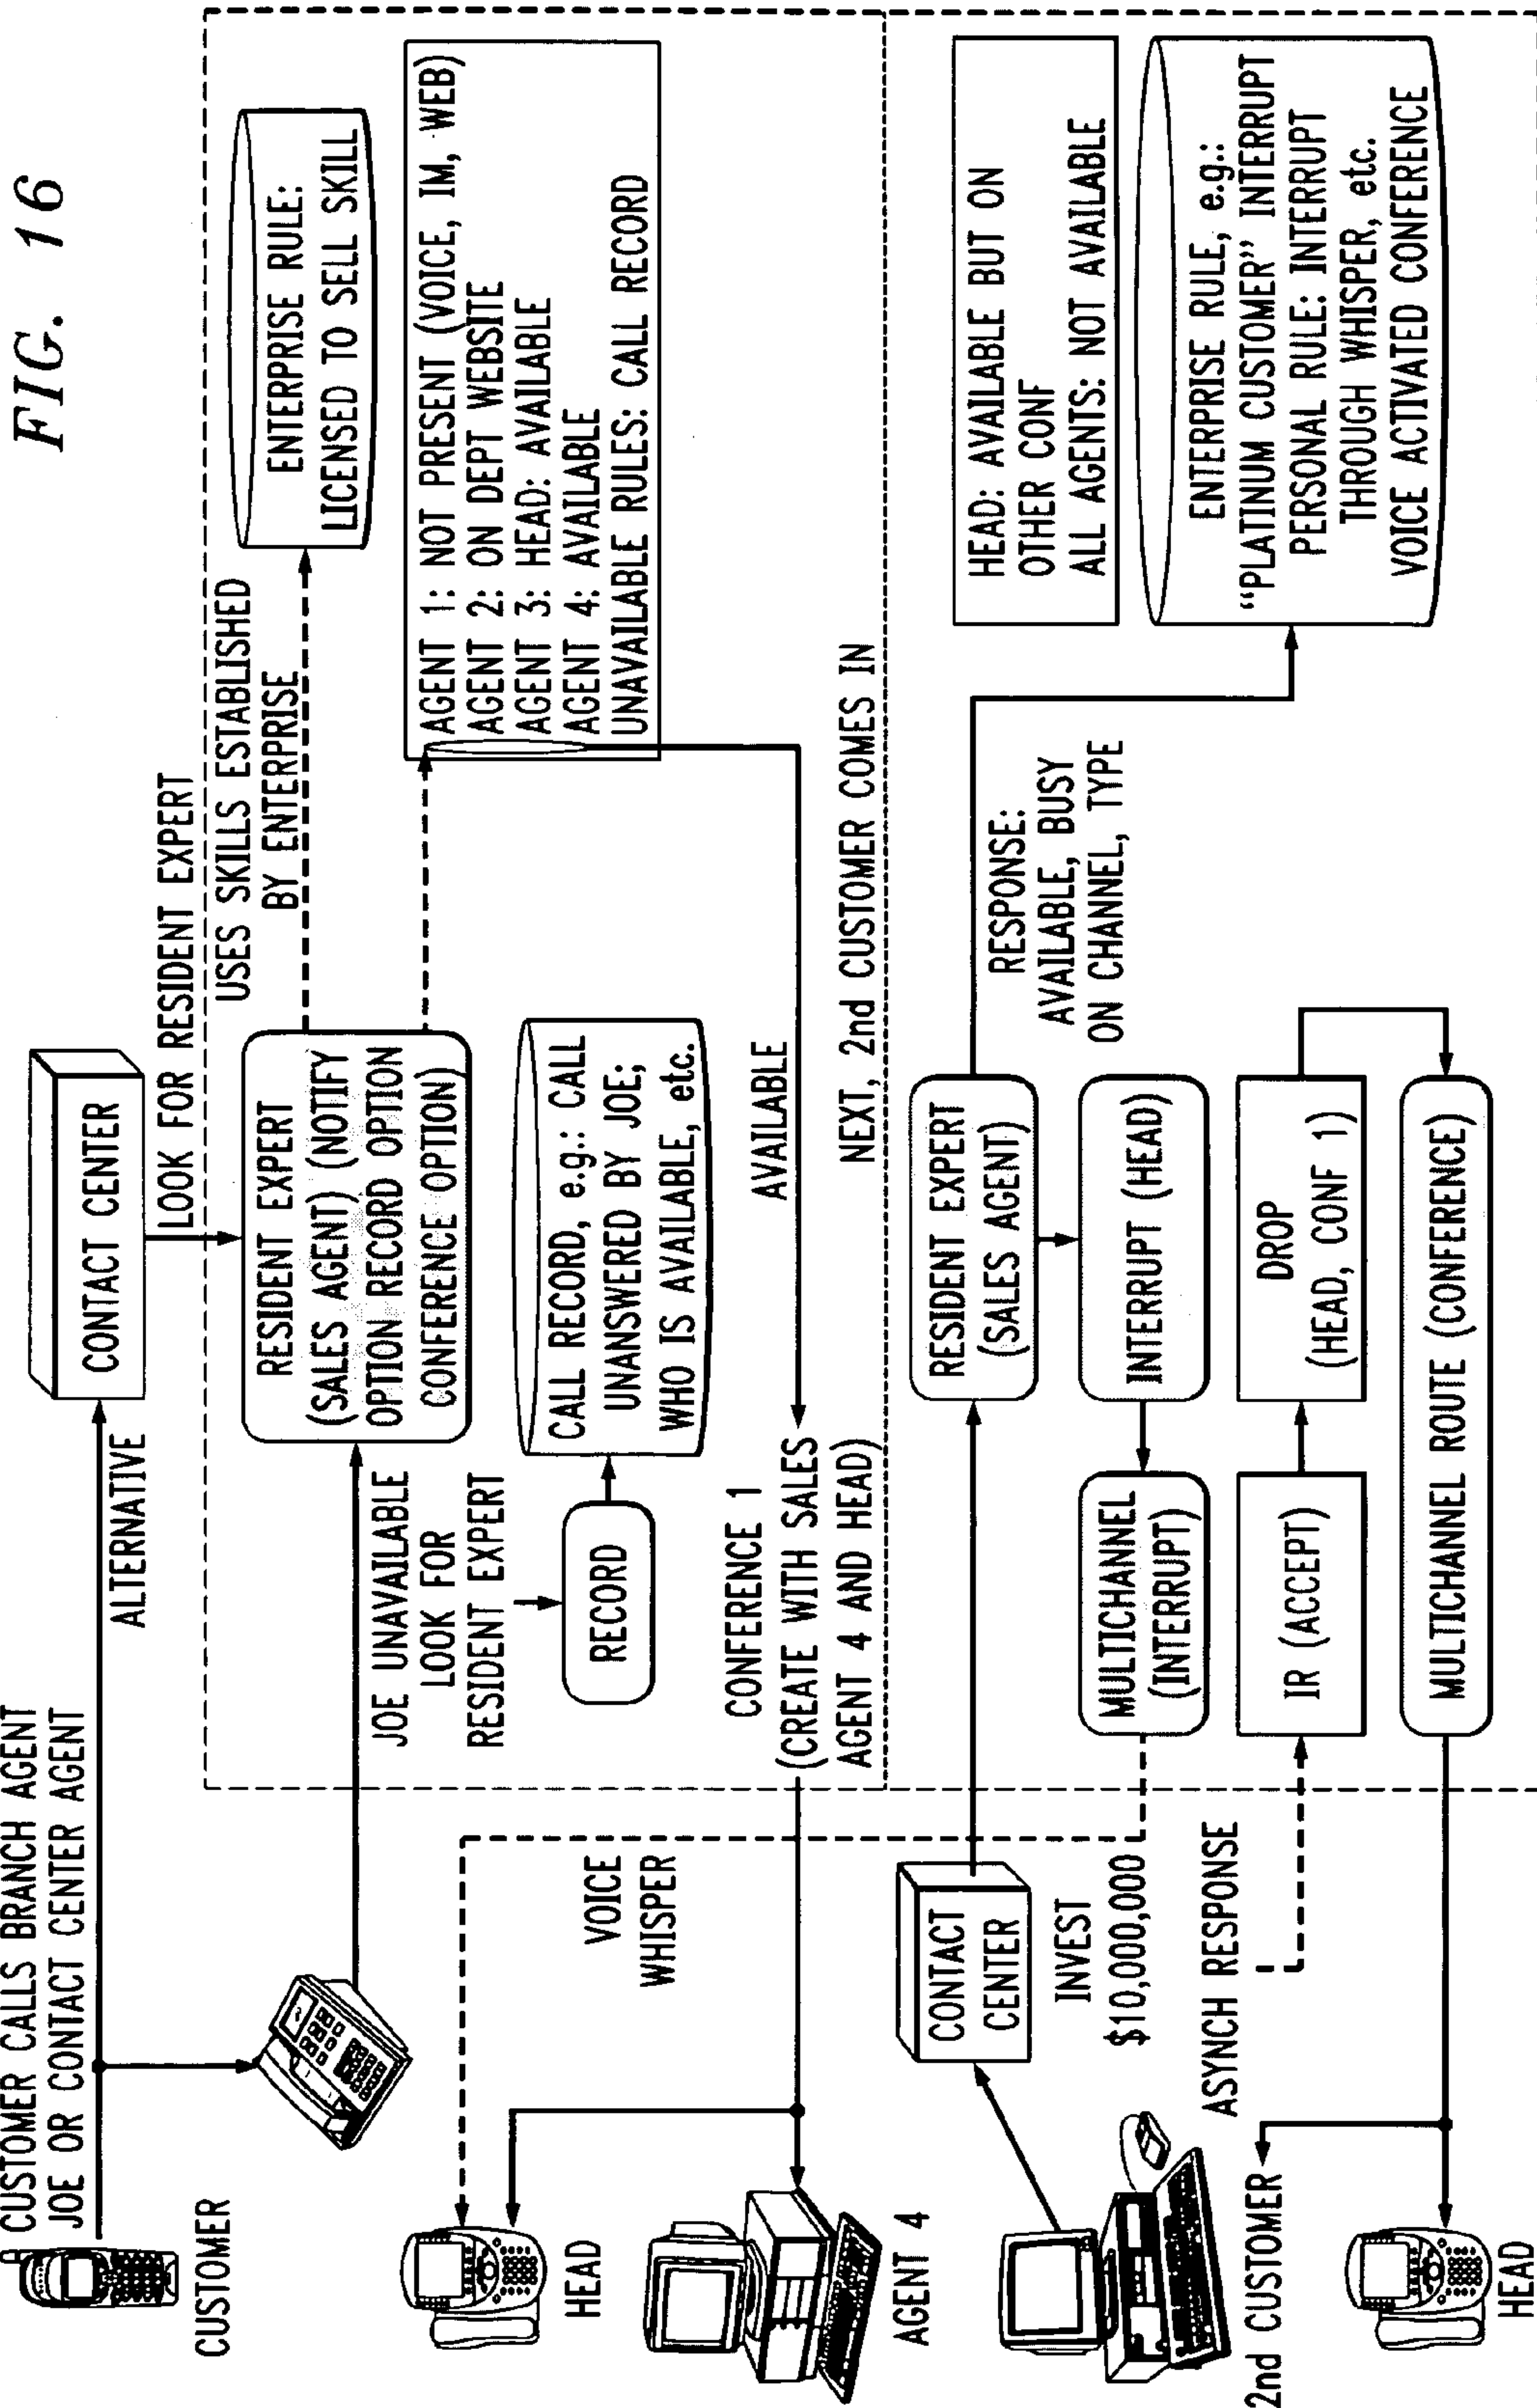 FIG. 16
CUSTOMER CALLS BRANCH AGENT
JOE OR CONTACT CENTER AGENT
CUSTOMER
ALTERNATIVE
CONTACT CENTER
LOOK FOR RESIDENT EXPERT
USES SKILLS ESTABLISHED
BY ENTERPRISE
ENTERPRISE RULE:
LICENSED TO SELL SKILL
RESIDENT EXPERT
(SALES AGENT) (NOTIFY
OPTION RECORD OPTION
CONFERENCE OPTION)
JOE UNAVAILABLE
LOOK FOR
RESIDENT EXPERT
RECORD
CALL RECORD, e.g.: CALL
UNANSWERED BY JOE;
WHO IS AVAILABLE, etc.
AGENT 1: NOT PRESENT (VOICE, IM, WEB)
AGENT 2: ON DEPT WEBSITE
AGENT 3: HEAD: AVAILABLE
AGENT 4: AVAILABLE
UNAVAILABLE RULES: CALL RECORD
AVAILABLE
CONFERENCE 1
(CREATE WITH SALES
AGENT 4 AND HEAD)
HEAD
VOICE
WHISPER
AGENT 4
NEXT, 2nd CUSTOMER COMES IN
CONTACT
CENTER
INVEST
$10,000,000
RESIDENT EXPERT
(SALES AGENT)
RESPONSE:
AVAILABLE, BUSY
ON CHANNEL, TYPE
HEAD: AVAILABLE BUT ON
OTHER CONF
ALL AGENTS: NOT AVAILABLE
ENTERPRISE RULE, e.g.:
"PLATINUM CUSTOMER" INTERRUPT
PERSONAL RULE: INTERRUPT
THROUGH WHISPER, etc.
VOICE ACTIVATED CONFERENCE
INTERRUPT (HEAD)
MULTICHANNEL
(INTERRUPT)
ASYNCH RESPONSE
IR (ACCEPT)
DROP
(HEAD, CONF 1)
MULTICHANNEL ROUTE (CONFERENCE)
2nd CUSTOMER
HEAD